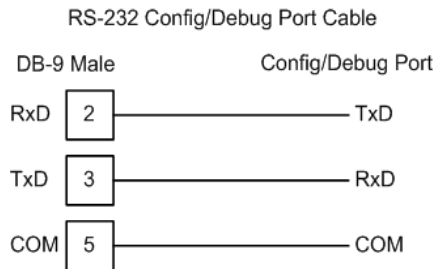 RS-232 Config/Debug Port Cable
DB-9 Male Config/Debug Port
RxD 2 TxD
TxD 3 RxD
COM 5 COM